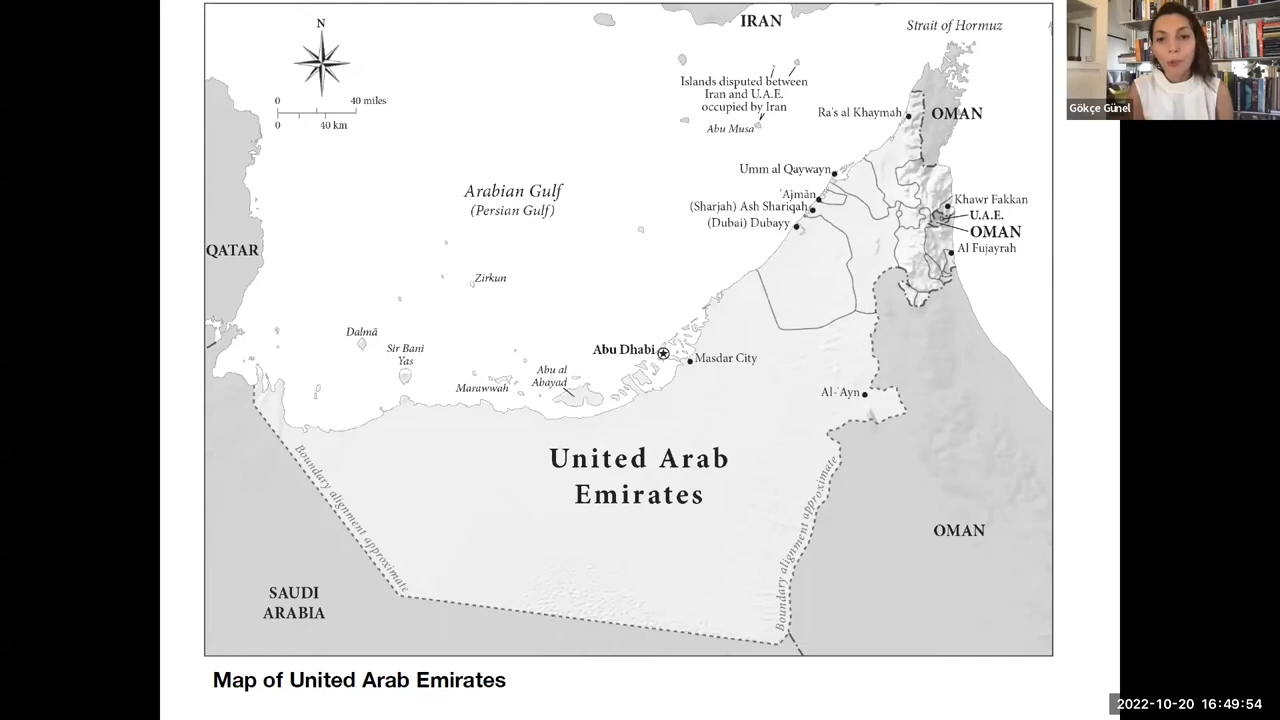 N
IRAN
Strait of Hormuz
0 40 miles
0 40 km
Islands disputed between
Iran and U.A.E.
occupied by Iran
Abu Musa
Ra's al Khaymah
OMAN
Umm al Qaywayn
'Ajmān
(Sharjah) Ash Shariqah
(Dubai) Dubayy
Khawr Fakkan
U.A.E.
OMAN
Al Fujayrah
Arabian Gulf
(Persian Gulf)
QATAR
Zirkun
Dalmā
Sir Bani
Yas
Marawwah
Abu al
Abayad
Abu Dhabi
Masdar City
Al-'Ayn
United Arab
Emirates
Boundary alignment approximate
Boundary alignment approximate
OMAN
SAUDI
ARABIA
Map of United Arab Emirates
Gökçe Günel
2022-10-20 16:49:54